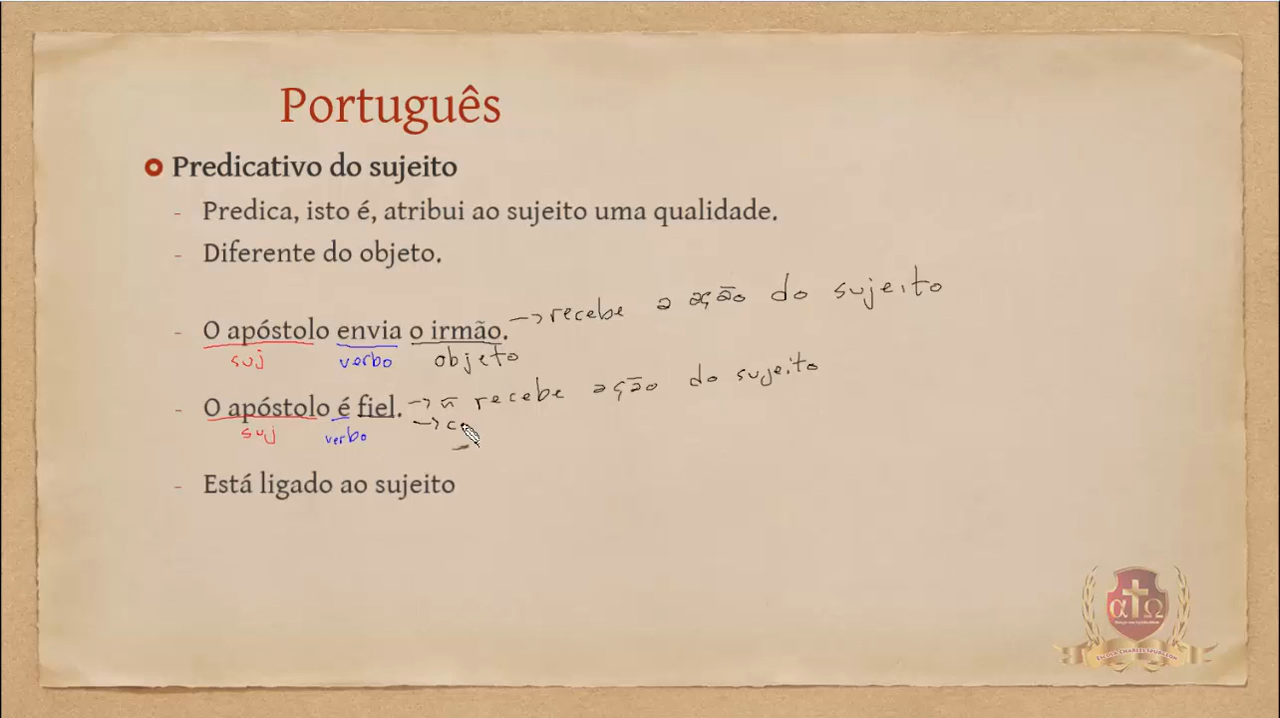 Português
Predicativo do sujeito
- Predica, isto é, atribui ao sujeito uma qualidade.
- Diferente do objeto.
- O apóstolo envia o irmão. → recebe a ação do sujeito
suj verbo objeto
- O apóstolo é fiel. → ñ recebe ação do sujeito
suj verbo → c
- Está ligado ao sujeito
α Ω